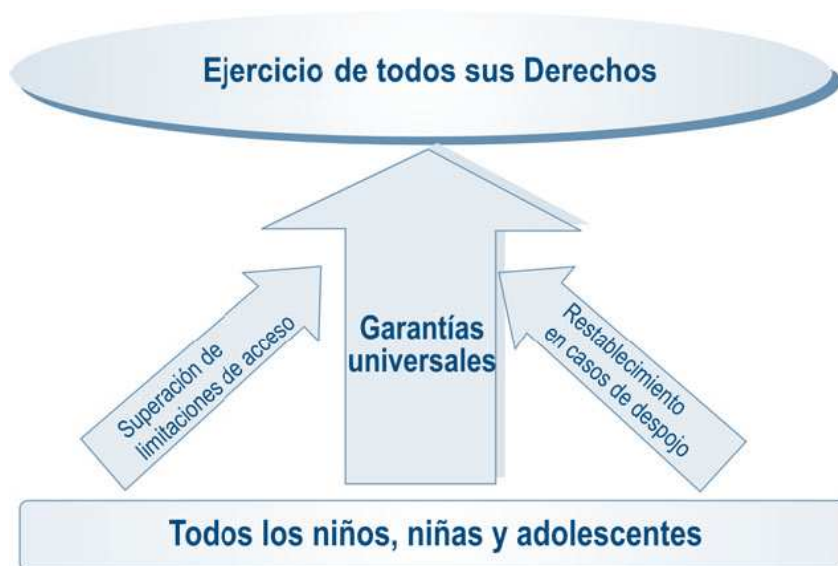 Ejercicio de todos sus Derechos
Superación de
limitaciones de acceso
Garantías
universales
Restablecimiento
en casos de despojo
Todos los niños, niñas y adolescentes